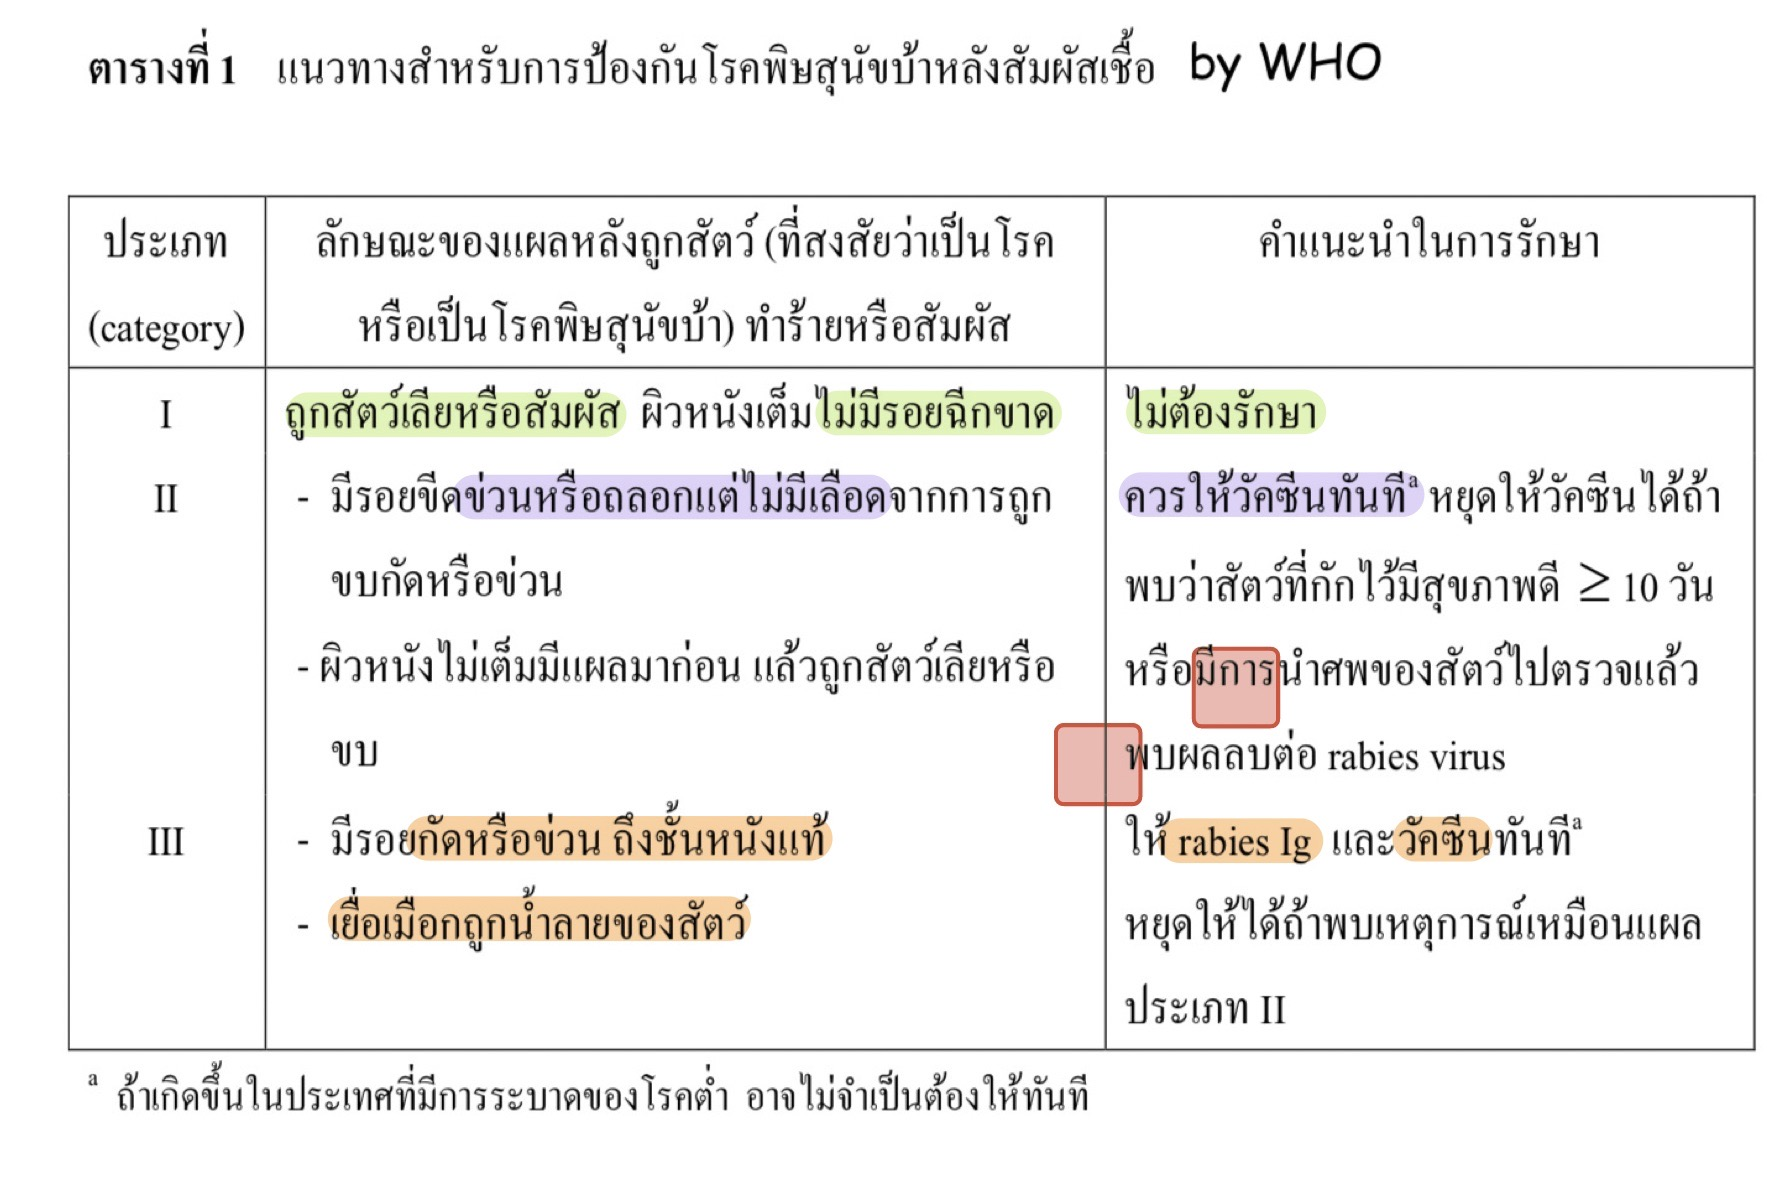 ตารางที่ 1 แนวทางสำหรับการป้องกันโรคพิษสุนัขบ้าหลังสัมผัสเชื้อ by WHO
ประเภท
(category)
ลักษณะของแผลหลังถูกสัตว์ (ที่สงสัยว่าเป็นโรค
หรือเป็นโรคพิษสุนัขบ้า) ทำร้ายหรือสัมผัส
คำแนะนำในการรักษา
I
ถูกสัตว์เลียหรือสัมผัส ผิวหนังเต็มไม่มีรอยฉีกขาด
ไม่ต้องรักษา
II
- มีรอยขีดข่วนหรือถลอกแต่ไม่มีเลือดจากการถูก
ขบกัดหรือข่วน
- ผิวหนังไม่เต็มมีแผลมาก่อน แล้วถูกสัตว์เลียหรือ
ขบ
ควรให้วัคซีนทันทีª หยุดให้วัคซีนได้ถ้า
พบว่าสัตว์ที่กักไว้มีสุขภาพดี ≥ 10 วัน
หรือมีการนำศพของสัตว์ไปตรวจแล้ว
พบผลลบต่อ rabies virus
III
- มีรอยกัดหรือข่วน ถึงชั้นหนังแท้
- เยื่อเมือกถูกน้ำลายของสัตว์
ให้ rabies Ig และวัคซีนทันทีª
หยุดให้ได้ถ้าพบเหตุการณ์เหมือนแผล
ประเภท II
ª ถ้าเกิดขึ้นในประเทศที่มีการระบาดของโรคต่ำ อาจไม่จำเป็นต้องให้ทันที